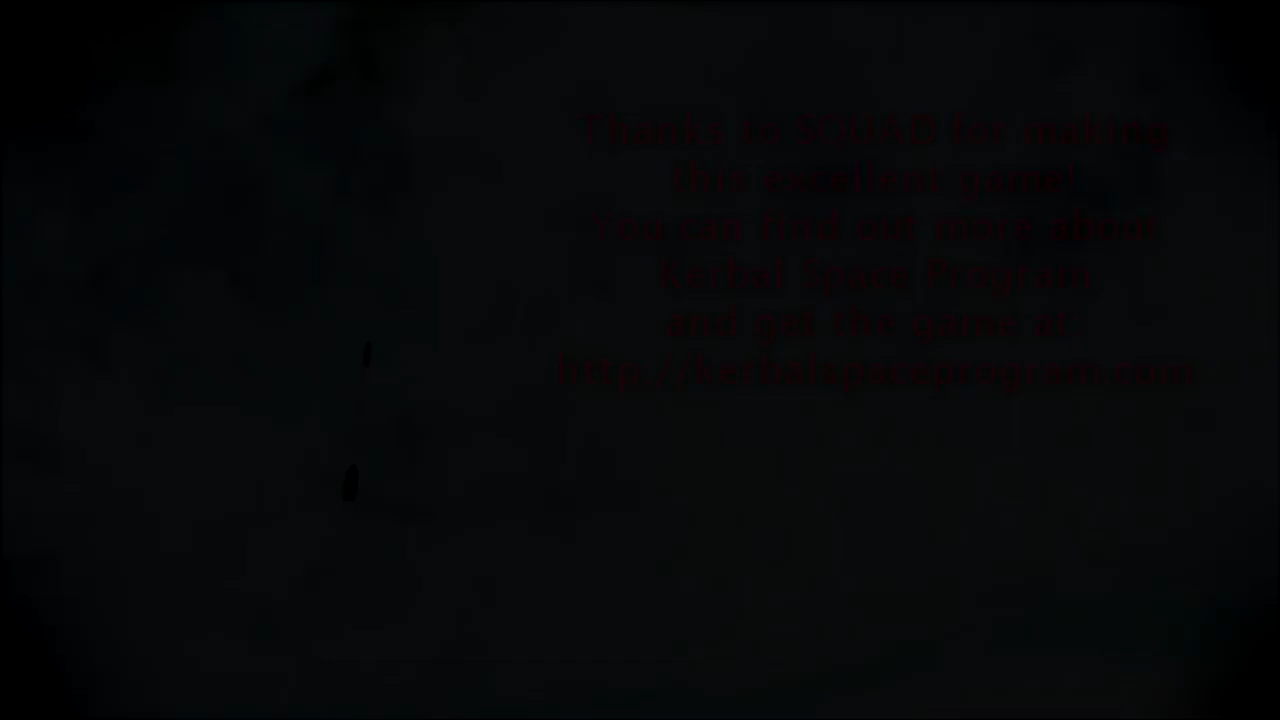 Thanks to SQUAD for making
this excellent game!
You can find out more about
Kerbal Space Program
and get the game at
http://kerbalspaceprogram.com